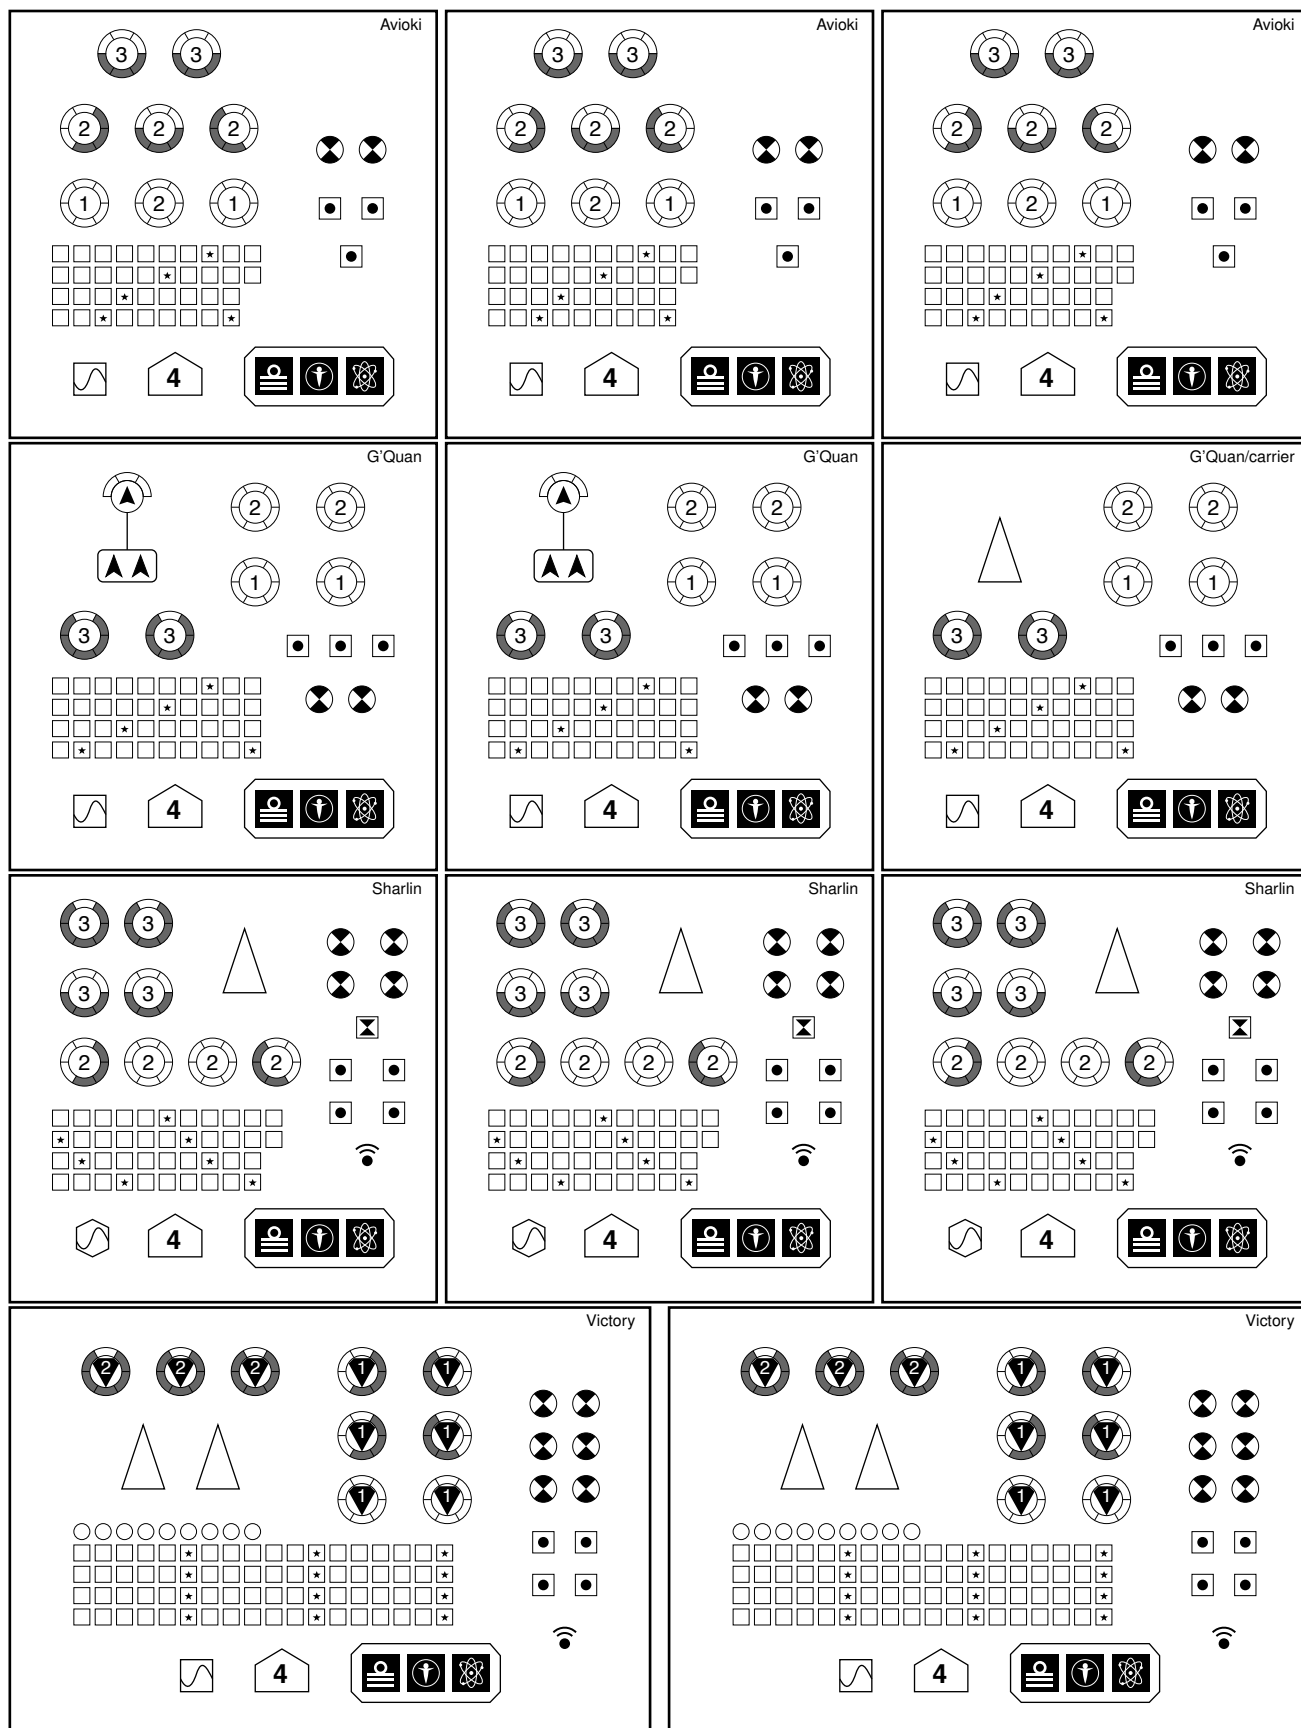 Avioki Avioki Avioki
3 3 3 3 3 3
2 2 2 2 2 2 2 2 2
1 2 1 1 2 1 1 2 1
4 4 4
G'Quan G'Quan G'Quan/carrier
2 2 2 2 2 2
1 1 1 1 1 1
3 3 3 3 3 3
4 4 4
Sharlin Sharlin Sharlin
3 3 3 3 3 3
3 3 3 3 3 3
2 2 2 2 2 2 2 2 2 2 2 2
4 4 4
Victory Victory
2 2 2 1 1 2 2 2 1 1
1 1 1 1
1 1 1 1
4 4